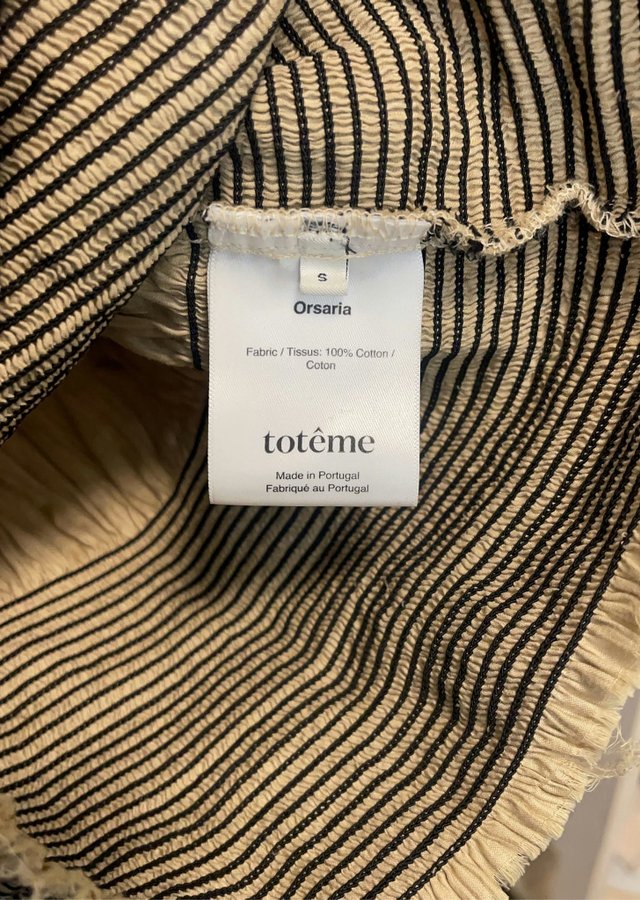 S
Orsaria
Fabric / Tissus: 100% Cotton /
Coton
totême
Made in Portugal
Fabriqué au Portugal